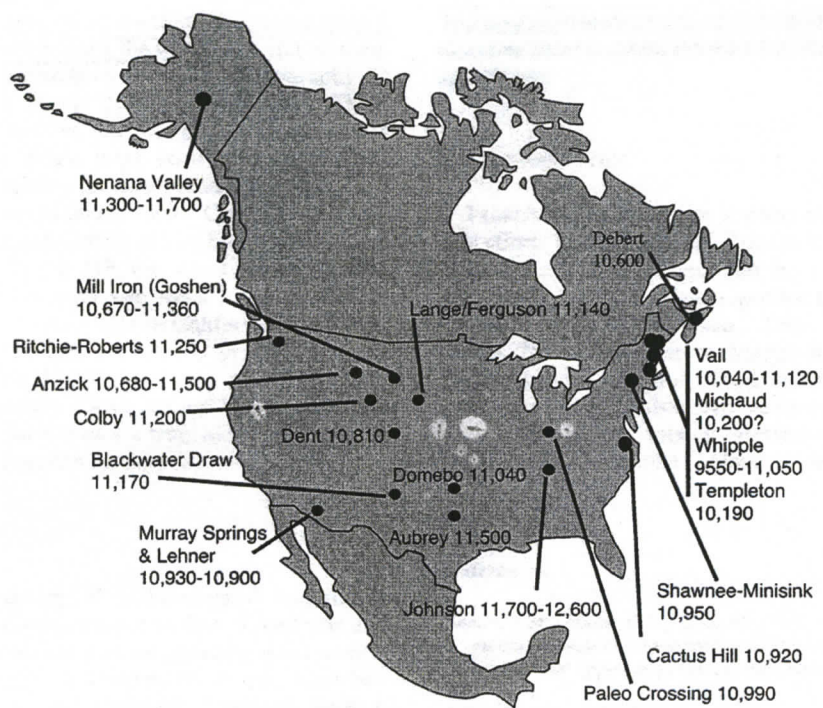 Nenana Valley
11,300-11,700
Debert
10,600
Mill Iron (Goshen)
10,670-11,360
Lange/Ferguson 11,140
Ritchie-Roberts 11,250
Anzick 10,680-11,500
Colby 11,200
Dent 10,810
Blackwater Draw
11,170
Domebo 11,040
Aubrey 11,500
Murray Springs
& Lehner
10,930-10,900
Johnson 11,700-12,600
Vail
10,040-11,120
Michaud
10,200?
Whipple
9550-11,050
Templeton
10,190
Shawnee-Minisink
10,950
Cactus Hill 10,920
Paleo Crossing 10,990